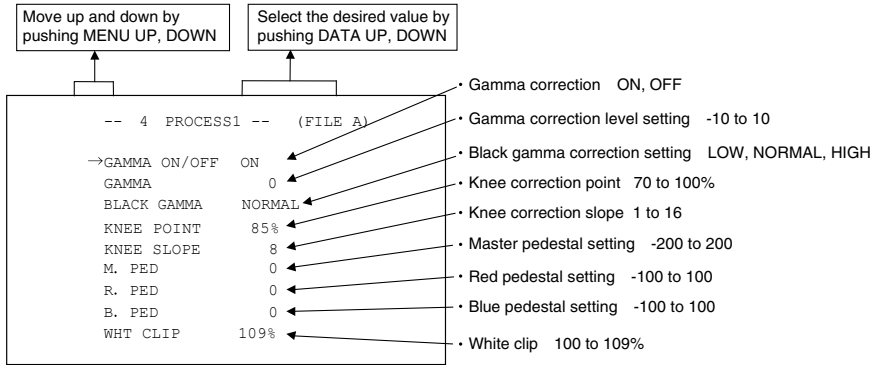 Move up and down by
pushing MENU UP, DOWN
Select the desired value by
pushing DATA UP, DOWN
-- 4 PROCESS1 -- (FILE A)
→GAMMA ON/OFF ON
GAMMA 0
BLACK GAMMA NORMAL
KNEE POINT 85%
KNEE SLOPE 8
M. PED 0
R. PED 0
B. PED 0
WHT CLIP 109%
・Gamma correction ON, OFF
・Gamma correction level setting -10 to 10
・Black gamma correction setting LOW, NORMAL, HIGH
・Knee correction point 70 to 100%
・Knee correction slope 1 to 16
・Master pedestal setting -200 to 200
・Red pedestal setting -100 to 100
・Blue pedestal setting -100 to 100
・White clip 100 to 109%